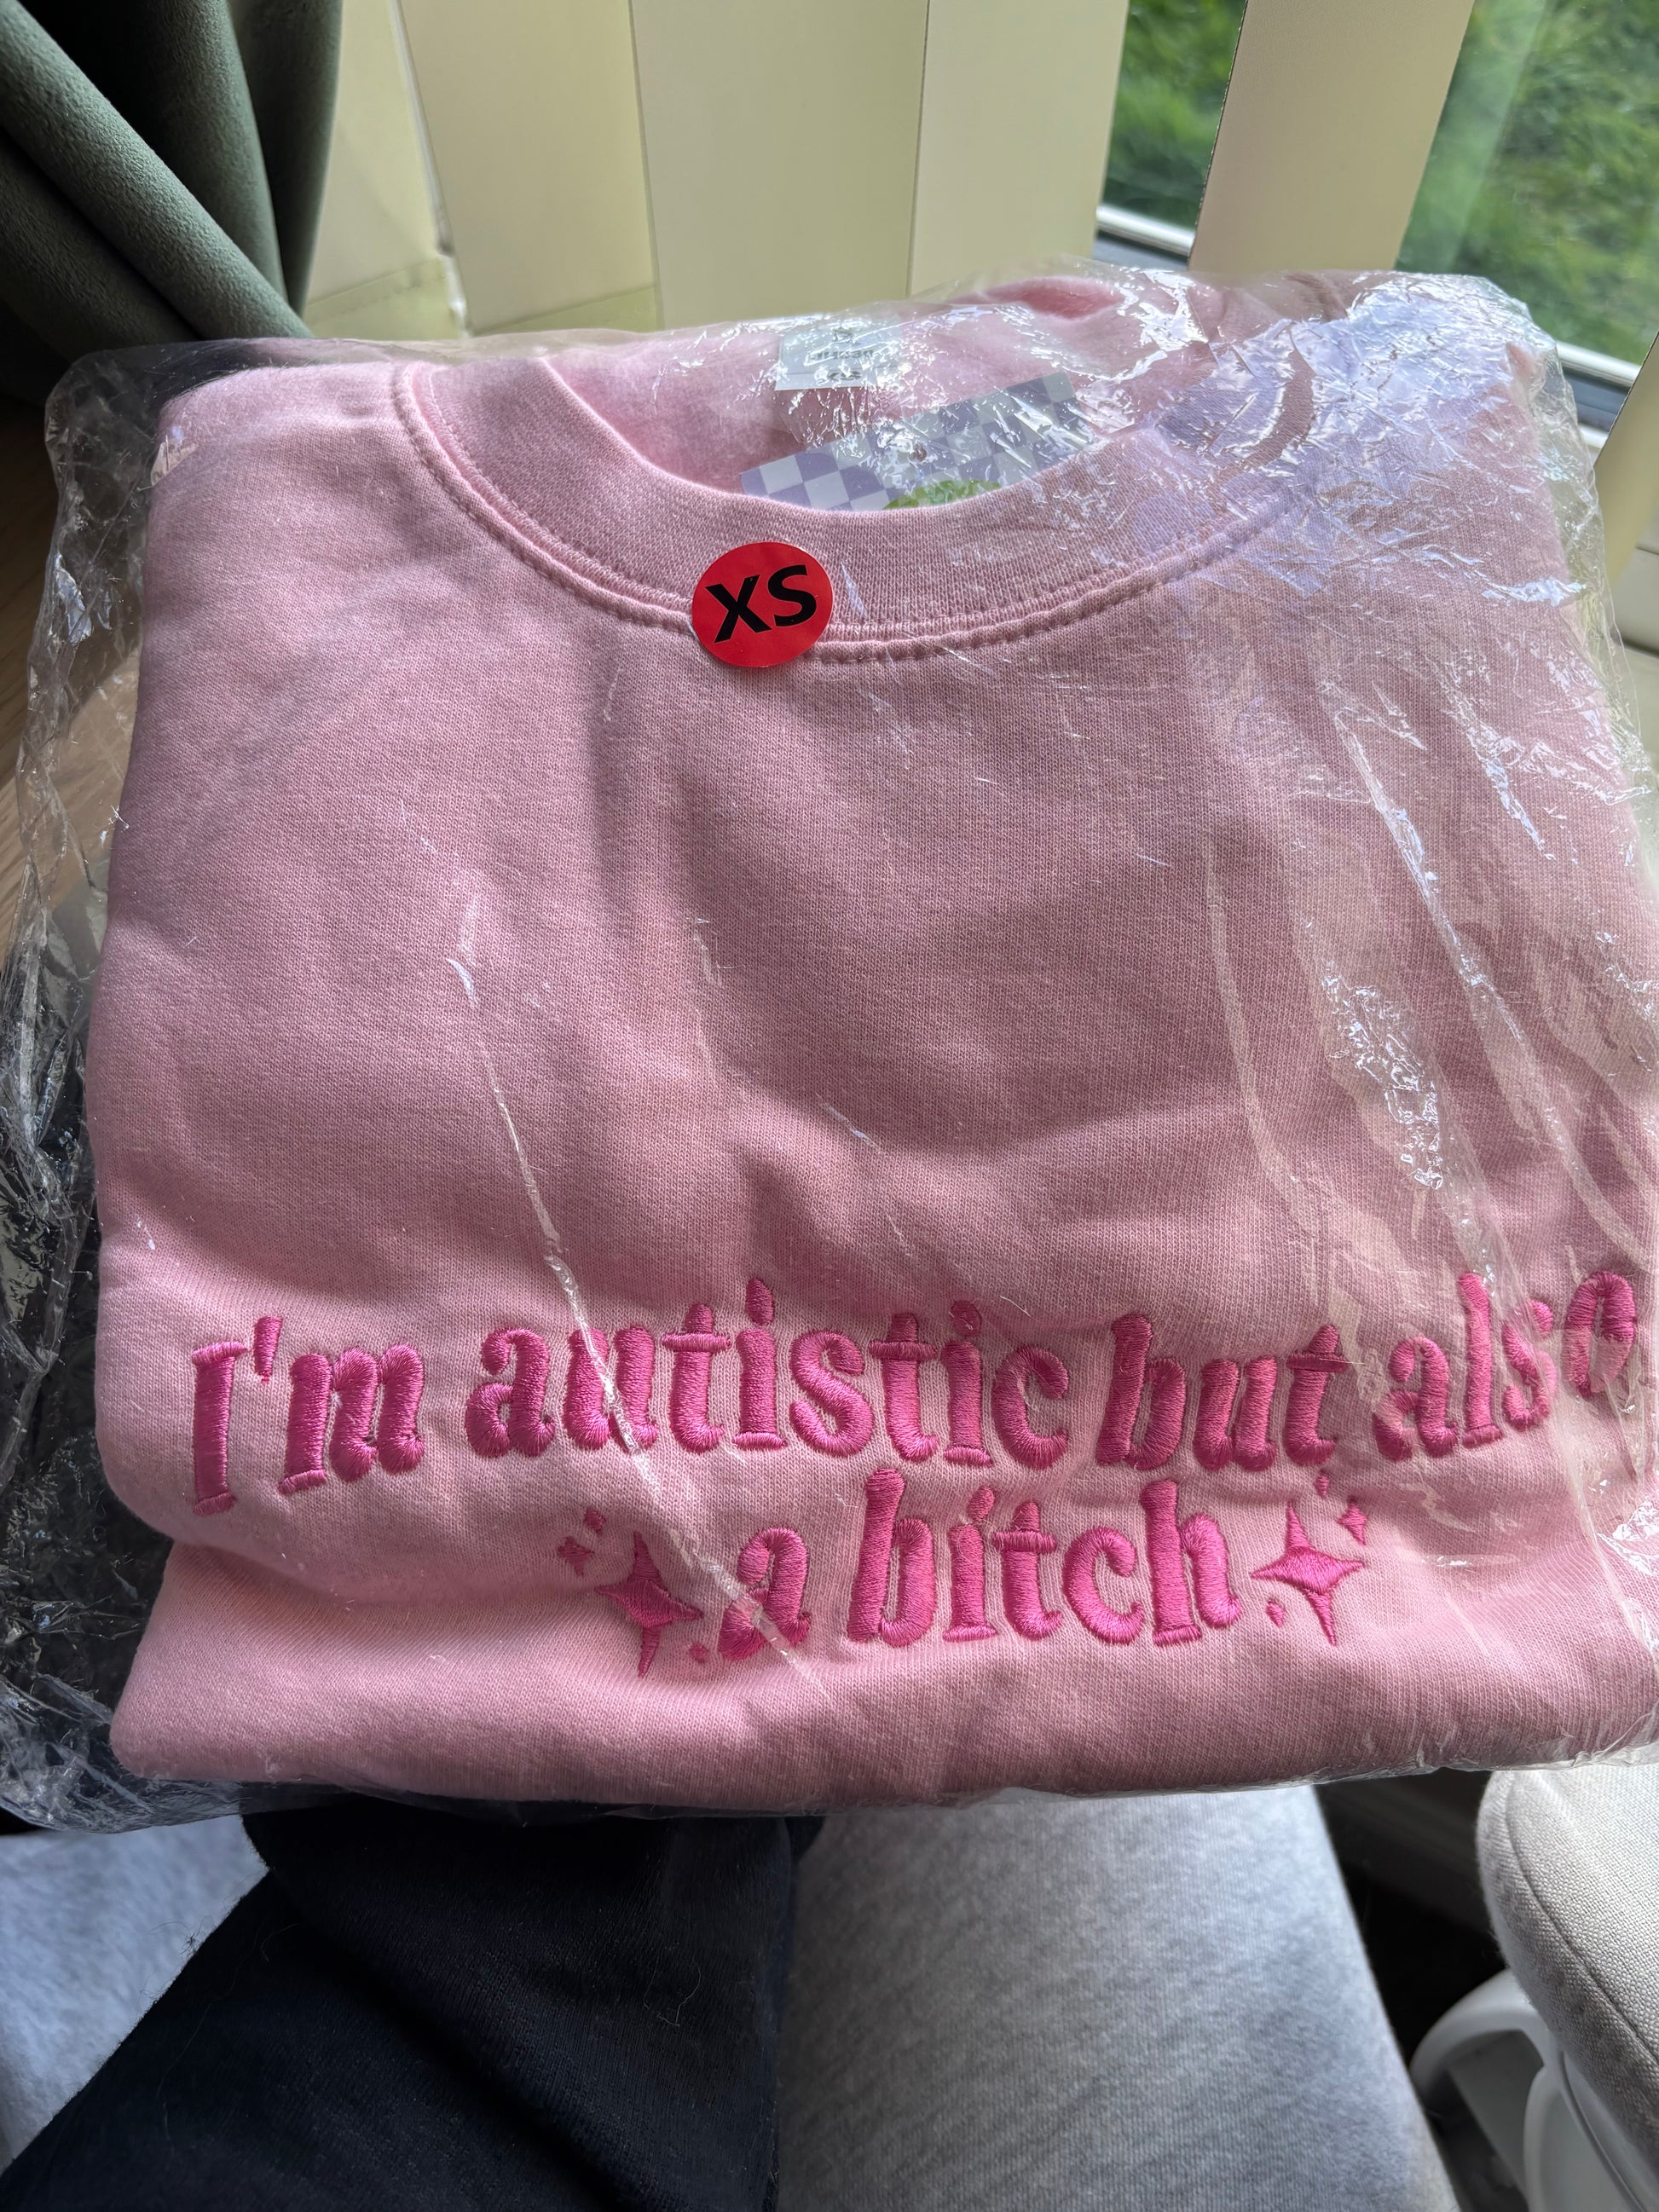 XS
I'm autistic but also
a bitch